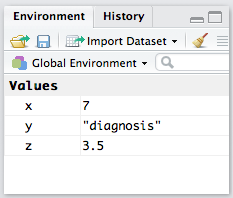 Environment History
Import Dataset
Global Environment
Values
x 7
y "diagnosis"
z 3.5